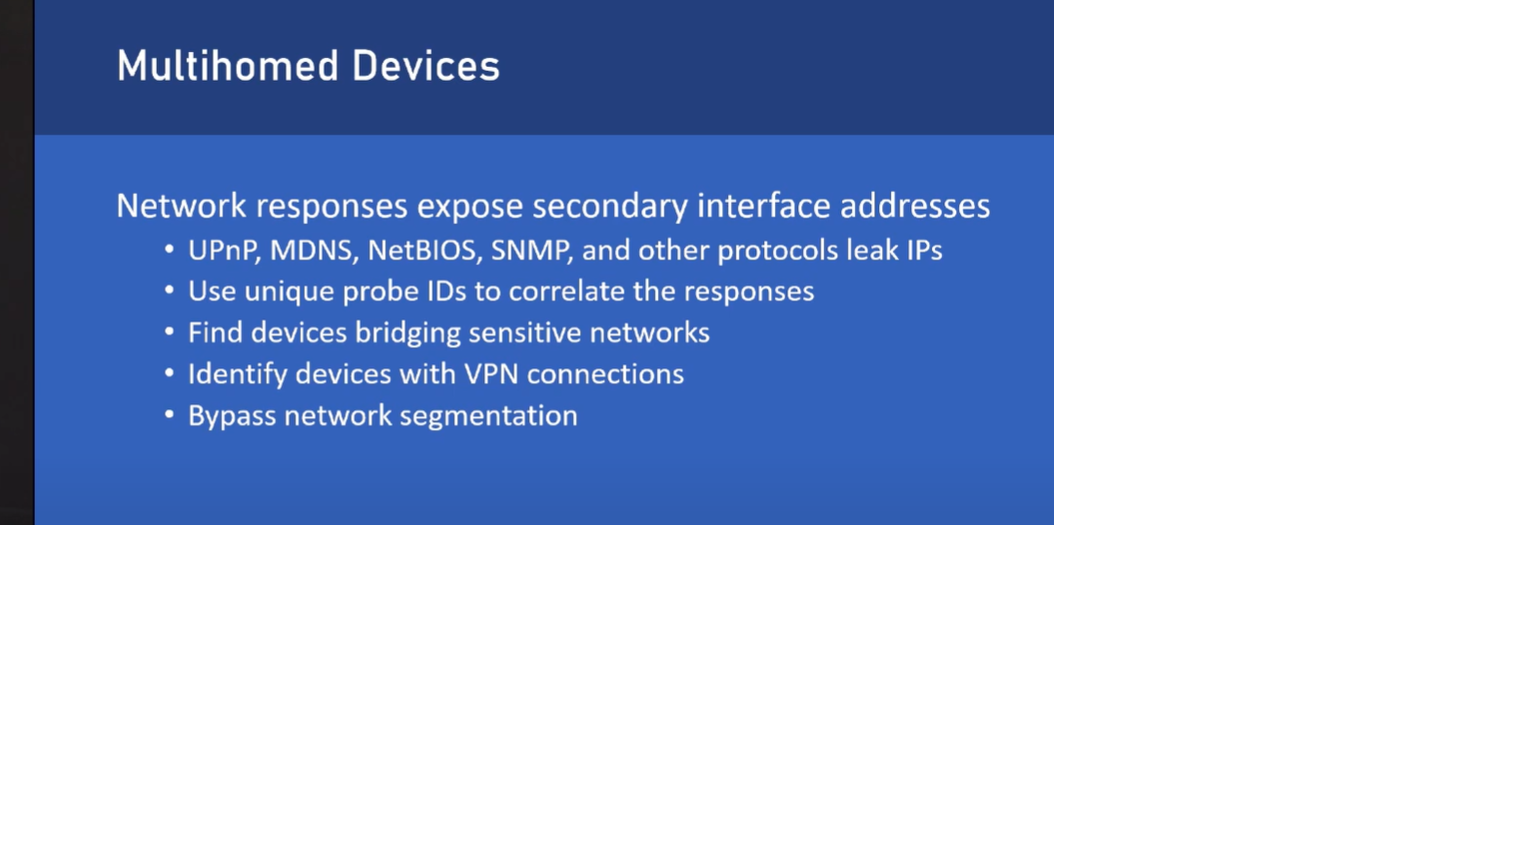 Multihomed Devices
Network responses expose secondary interface addresses
• UPnP, MDNS, NetBIOS, SNMP, and other protocols leak IPs
• Use unique probe IDs to correlate the responses
• Find devices bridging sensitive networks
• Identify devices with VPN connections
• Bypass network segmentation